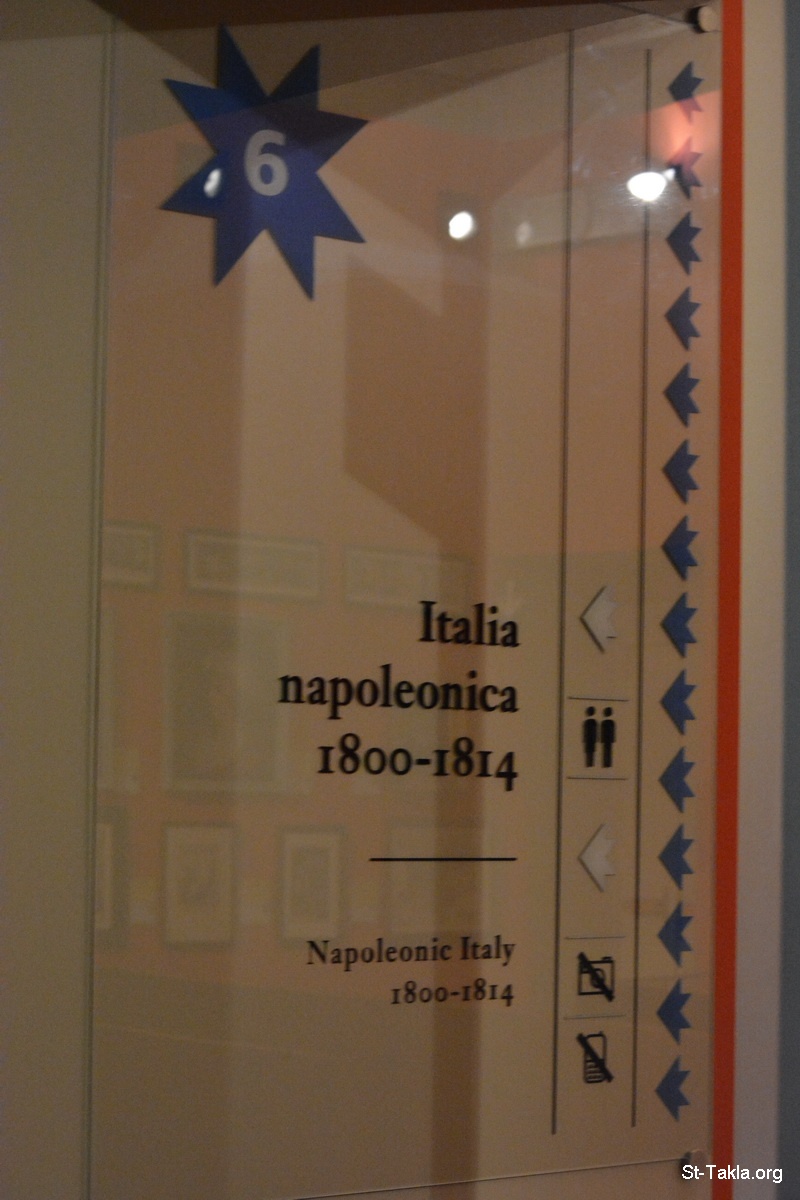 6
Italia
napoleonica
1800-1814
Napoleonic Italy
1800-1814
St-Takla.org